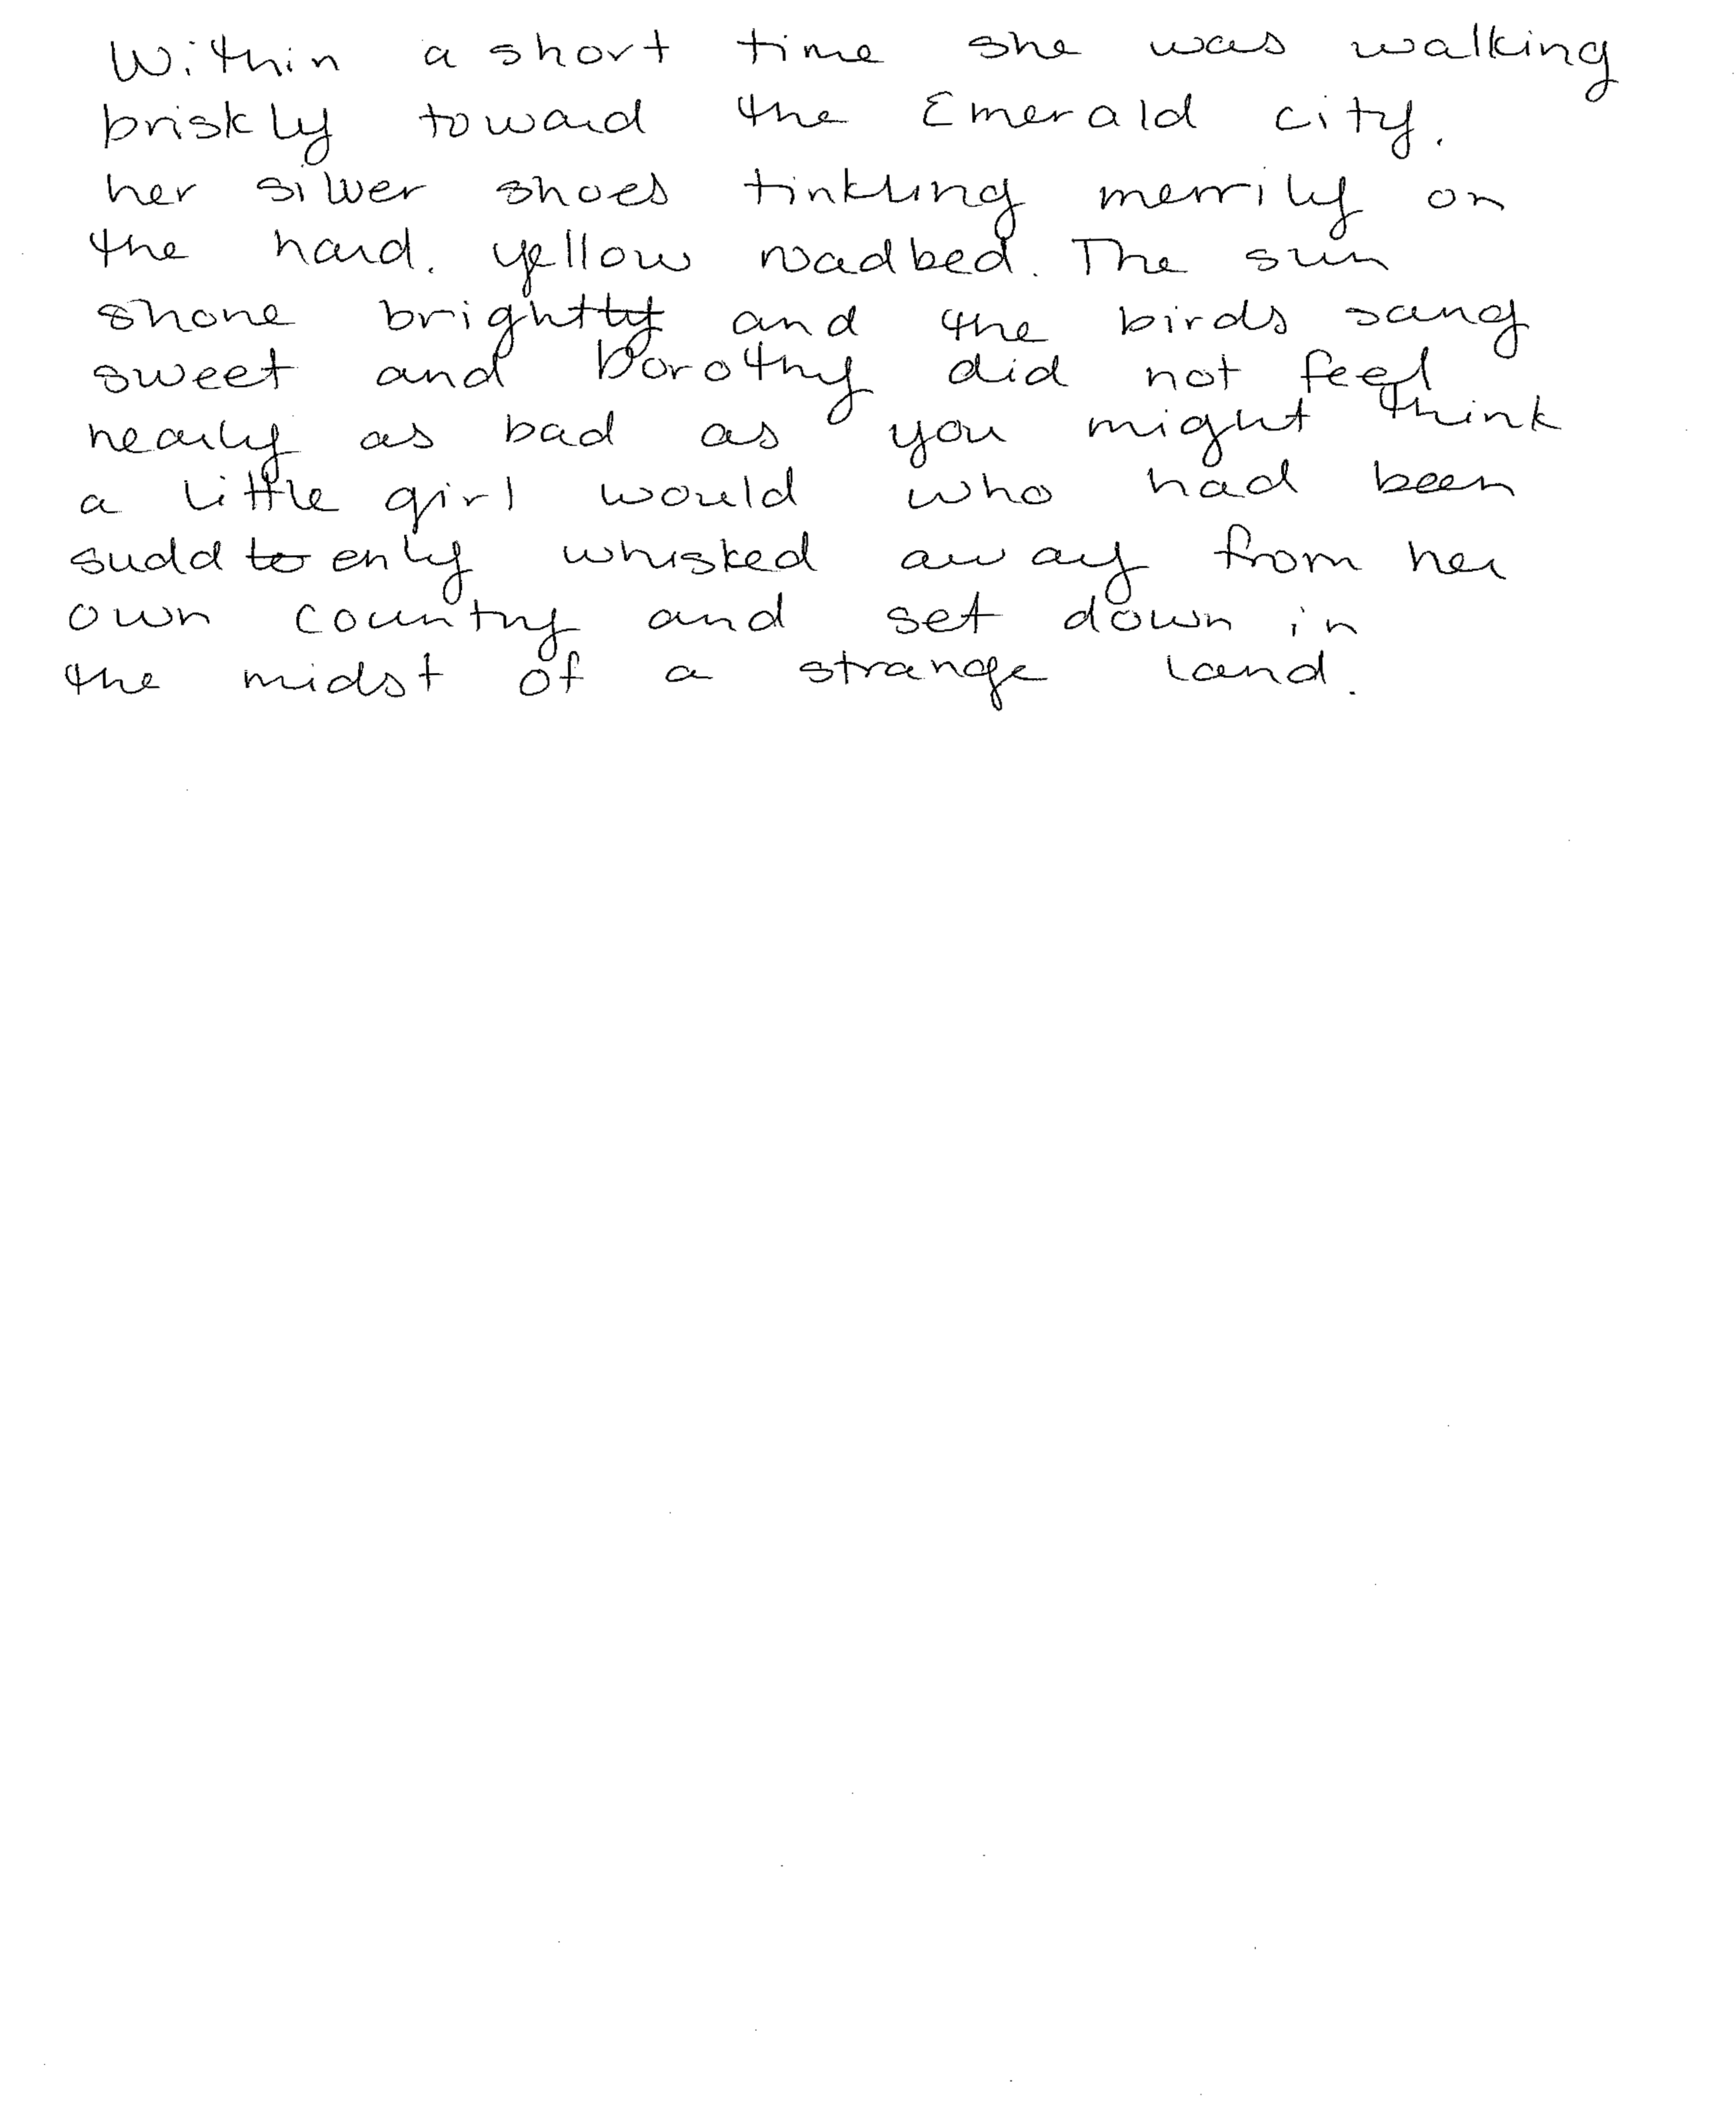 Within a short time she was walking
briskly toward the Emerald city.
her silver shoes tinkling merrily on
the hard. yellow roadbed. The sun
shone bright and the birds sang
sweet and Dorothy did not feel
nearly as bad as you might think
a little girl would who had been
suddenly whisked away from her
own country and set down in
the midst of a strange land.